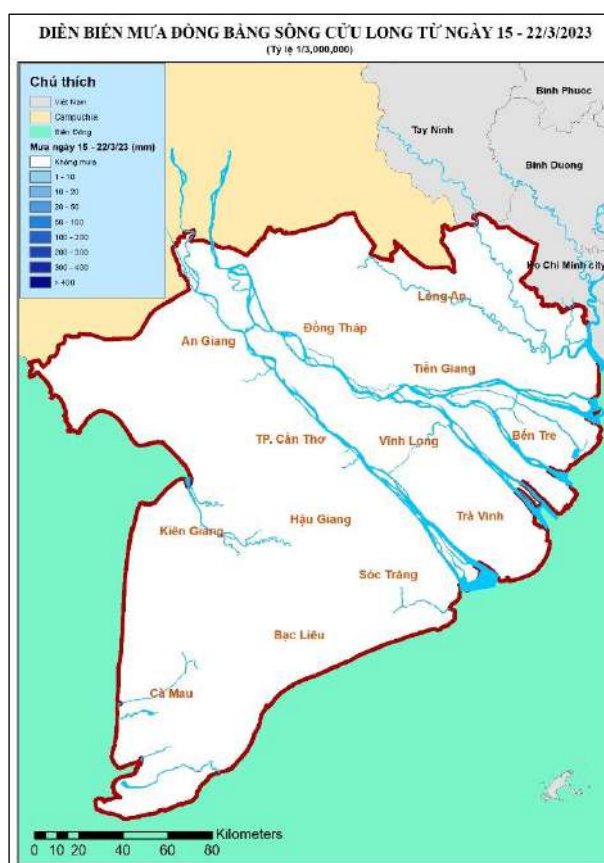 DIỄN BIẾN MƯA ĐỒNG BẰNG SÔNG CỬU LONG TỪ NGÀY 15 - 22/3/2023
(Tỷ lệ 1/3,000,000)
Chú thích
Việt Nam
Campuchia
Biển Đông
Mưa ngày 15 - 22/3/23 (mm)
Không mưa
1 - 10
10 - 20
20 - 50
50 - 100
100 - 200
200 - 300
300 - 400
> 400
Binh Phuoc
Tay Ninh
Binh Duong
Ho Chi Minh city
Long An
Đồng Tháp
An Giang
Tiền Giang
Bến Tre
TP. Cần Thơ
Vĩnh Long
Trà Vinh
Hậu Giang
Kiên Giang
Sóc Trăng
Bạc Liêu
Cà Mau
Kilometers
0 10 20 40 60 80